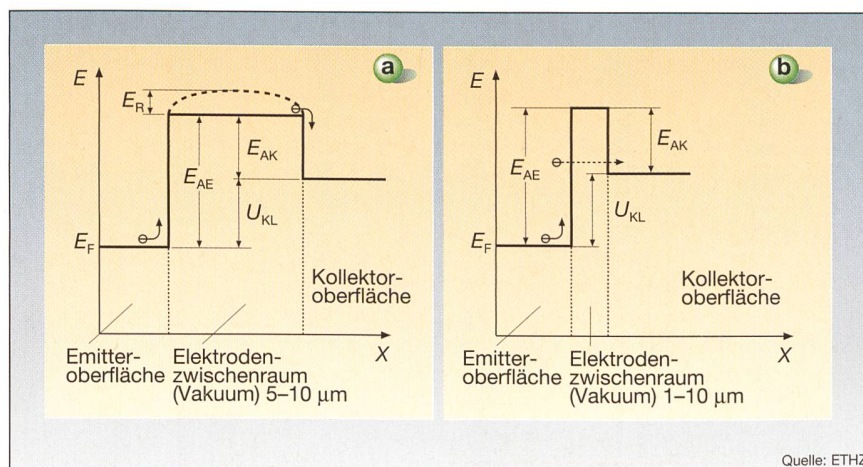 a
E
E_R
E_AE
E_AK
U_KL
E_F
Kollektor-
oberfläche
X
Emitter-
oberfläche
Elektroden-
zwischenraum
(Vakuum) 5–10 µm
b
E
E_AE
E_AK
U_KL
E_F
Kollektor-
oberfläche
X
Emitter-
oberfläche
Elektroden-
zwischenraum
(Vakuum) 1–10 µm
Quelle: ETHZ